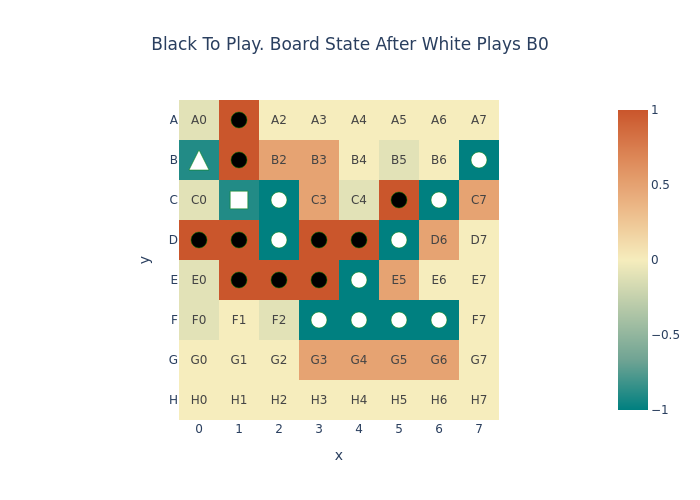 Black To Play. Board State After White Plays B0
A A0 A2 A3 A4 A5 A6 A7
B B2 B3 B4 B5 B6
C C0 C3 C4 C7
D D6 D7
E E0 E5 E6 E7
F F0 F1 F2 F7
G G0 G1 G2 G3 G4 G5 G6 G7
H H0 H1 H2 H3 H4 H5 H6 H7
0 1 2 3 4 5 6 7
x
y
1
0.5
0
−0.5
−1